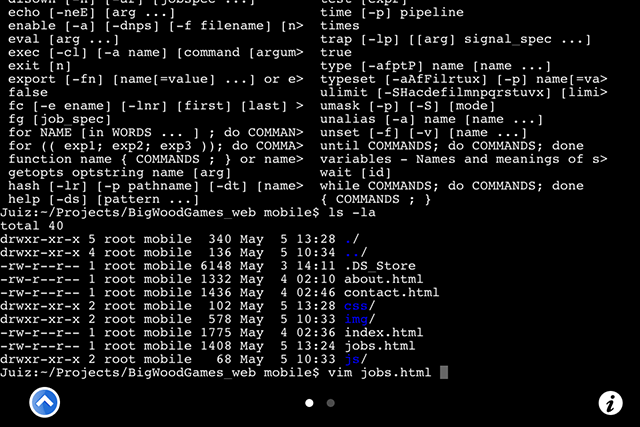 echo [-neE] [arg ...]
enable [-a] [-dnps] [-f filename] [n>
eval [arg ...]
exec [-cl] [-a name] [command [argum>
exit [n]
export [-fn] [name[=value] ...] or e>
false
fc [-e ename] [-lnr] [first] [last] >
fg [job_spec]
for NAME [in WORDS ... ] ; do COMMAN>
for (( exp1; exp2; exp3 )); do COMMA>
function name { COMMANDS ; } or name>
getopts optstring name [arg]
hash [-lr] [-p pathname] [-dt] [name>
help [-ds] [pattern ...]
time [-p] pipeline
times
trap [-lp] [[arg] signal_spec ...]
true
type [-afptP] name [name ...]
typeset [-aAfFilrtux] [-p] name[=va>
ulimit [-SHacdefilmnpqrstuvx] [limi>
umask [-p] [-S] [mode]
unalias [-a] name [name ...]
unset [-f] [-v] [name ...]
until COMMANDS; do COMMANDS; done
variables - Names and meanings of s>
wait [id]
while COMMANDS; do COMMANDS; done
{ COMMANDS ; }
Juiz:~/Projects/BigWoodGames_web mobile$ ls -la
total 40
drwxr-xr-x 5 root mobile  340 May  5 13:28 ./
drwxr-xr-x 4 root mobile  136 May  5 10:34 ../
-rw-r--r-- 1 root mobile 6148 May  3 14:11 .DS_Store
-rw-r--r-- 1 root mobile 1332 May  4 02:10 about.html
-rw-r--r-- 1 root mobile 1436 May  4 02:46 contact.html
drwxr-xr-x 2 root mobile  102 May  5 13:28 css/
drwxr-xr-x 2 root mobile  578 May  5 10:33 img/
-rw-r--r-- 1 root mobile 1775 May  4 02:36 index.html
-rw-r--r-- 1 root mobile 1408 May  5 13:24 jobs.html
drwxr-xr-x 2 root mobile   68 May  5 10:33 js/
Juiz:~/Projects/BigWoodGames_web mobile$ vim jobs.html
i